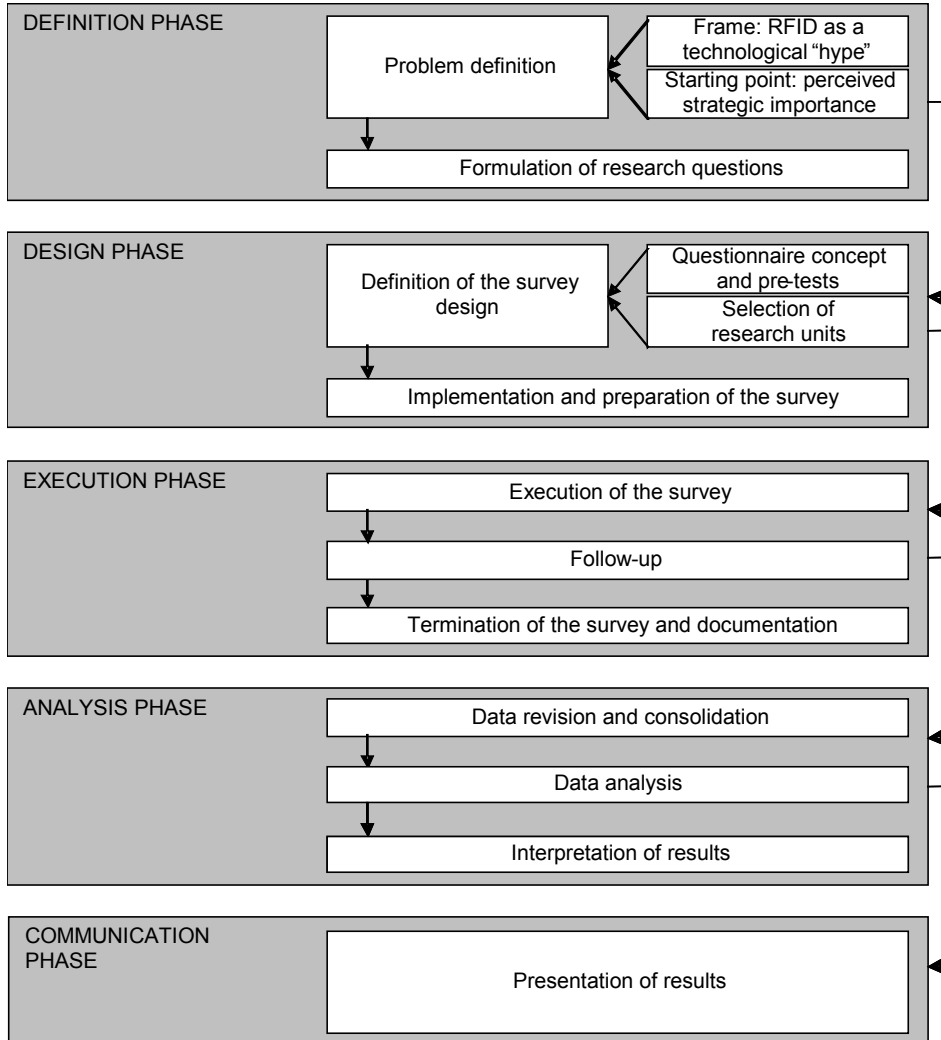 DEFINITION PHASE
Problem definition
Frame: RFID as a
technological “hype”
Starting point: perceived
strategic importance
Formulation of research questions
DESIGN PHASE
Definition of the survey
design
Questionnaire concept
and pre-tests
Selection of
research units
Implementation and preparation of the survey
EXECUTION PHASE
Execution of the survey
Follow-up
Termination of the survey and documentation
ANALYSIS PHASE
Data revision and consolidation
Data analysis
Interpretation of results
COMMUNICATION
PHASE
Presentation of results